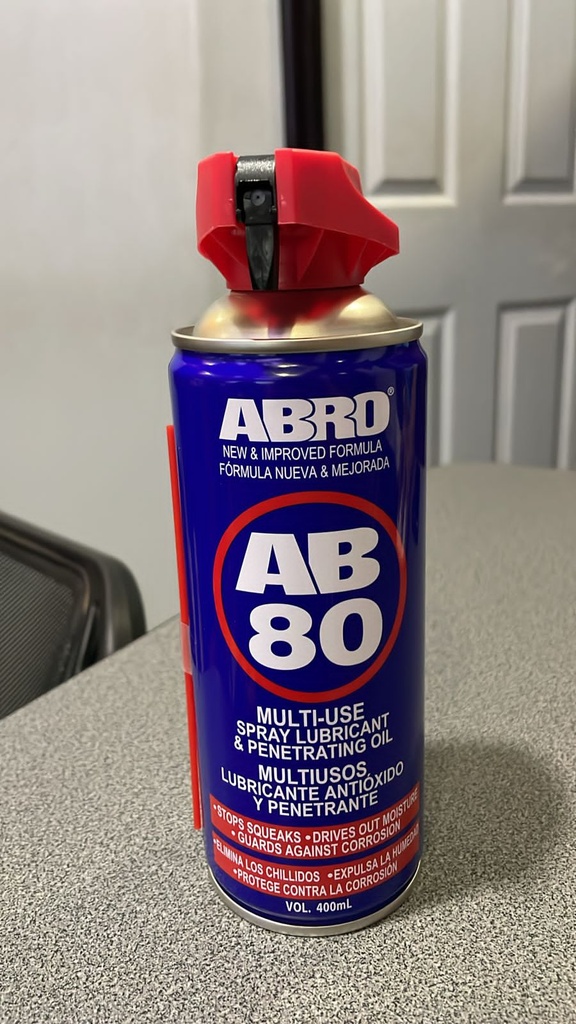 ABRO®
NEW & IMPROVED FORMULA
FÓRMULA NUEVA & MEJORADA
AB
80
MULTI-USE
SPRAY LUBRICANT
& PENETRATING OIL
MULTIUSOS
LUBRICANTE ANTIÓXIDO
Y PENETRANTE
•STOPS SQUEAKS •DRIVES OUT MOISTURE
•GUARDS AGAINST CORROSIÓN
•ELIMINA LOS CHILLIDOS •EXPULSA LA HUMEDAD
•PROTEGE CONTRA LA CORROSIÓN
VOL. 400mL